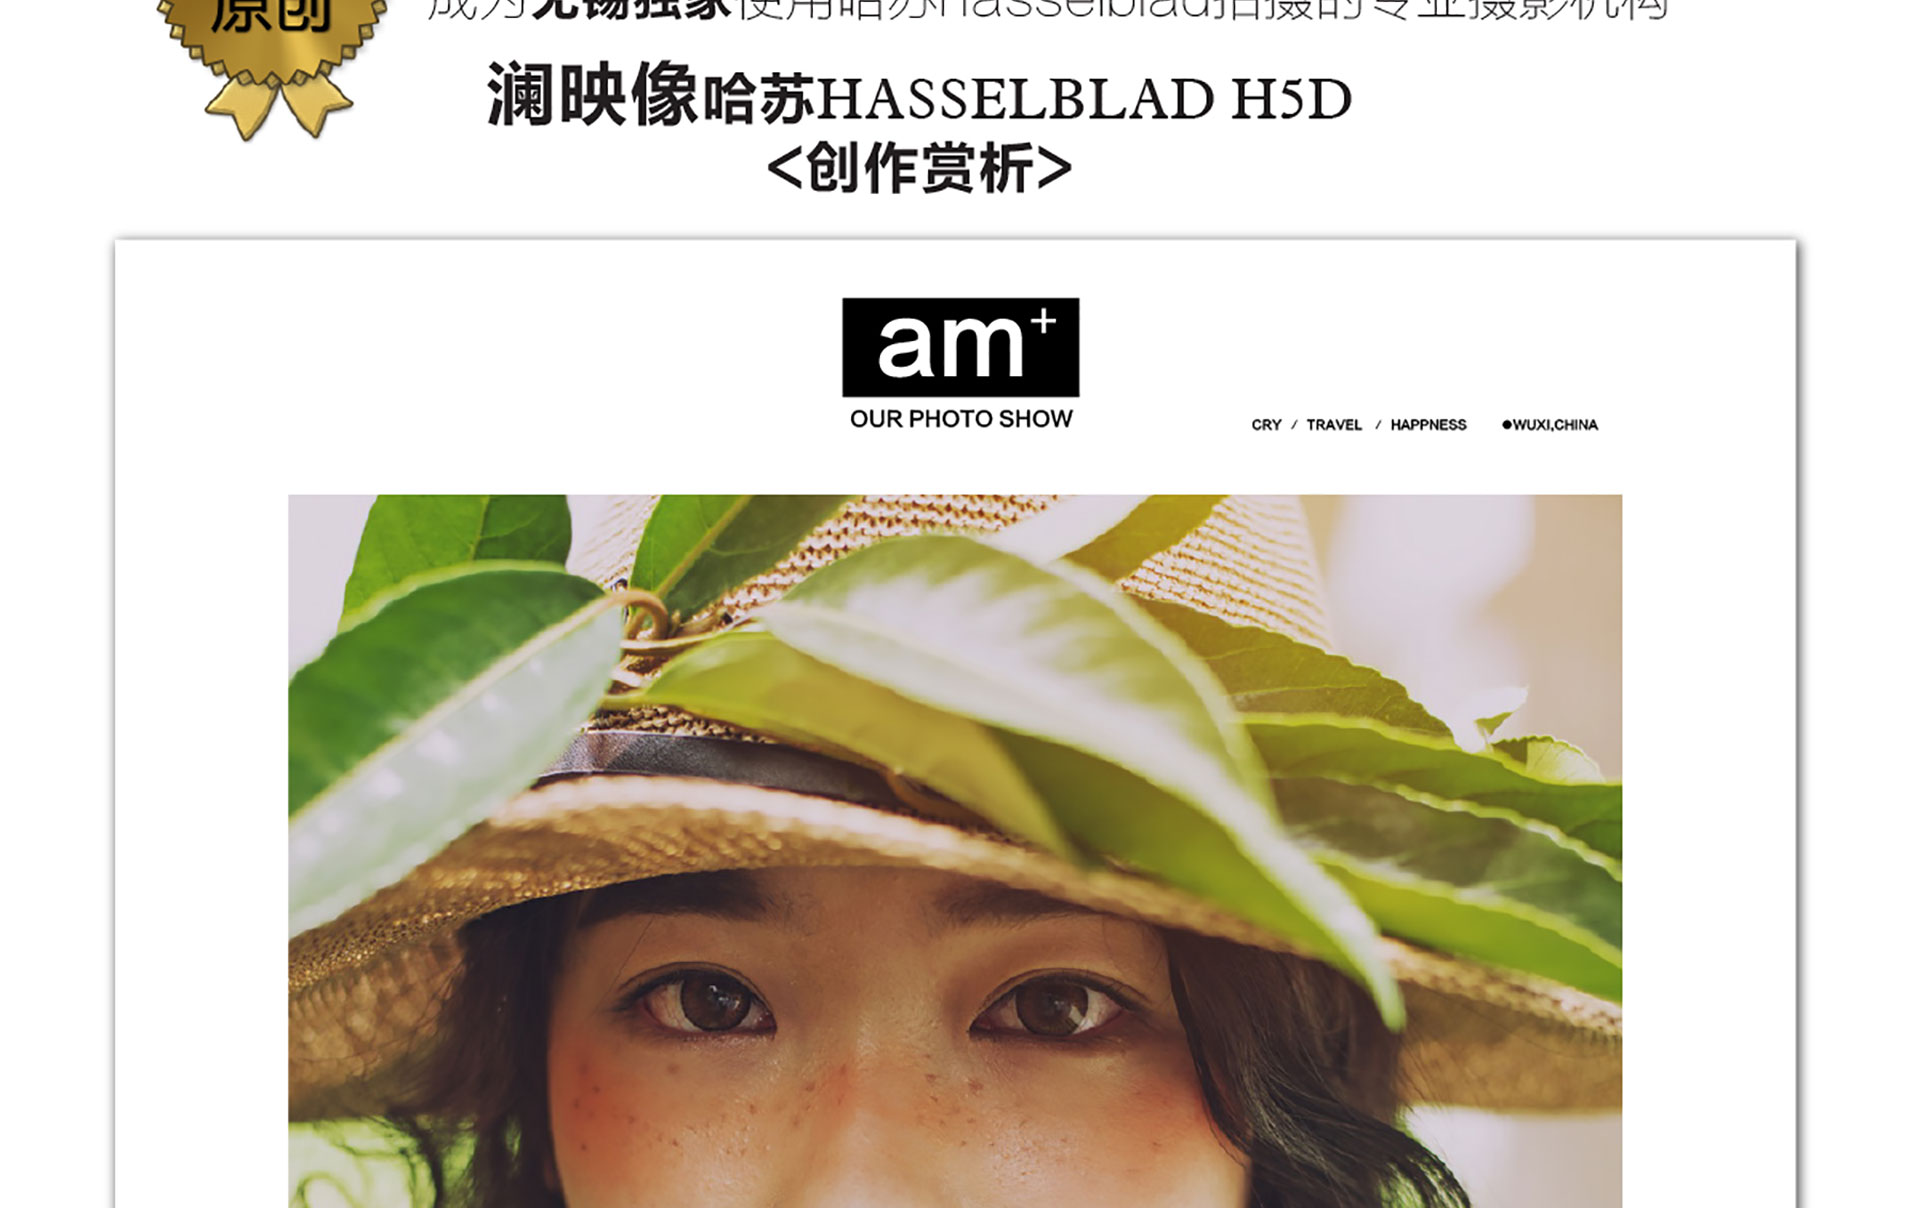 原创
成为无锡独家使用哈苏Hasselblad拍摄的专业摄影机构
澜映像哈苏HASSELBLAD H5D
<创作赏析>
am+
OUR PHOTO SHOW
CRY / TRAVEL / HAPPNESS ●WUXI,CHINA